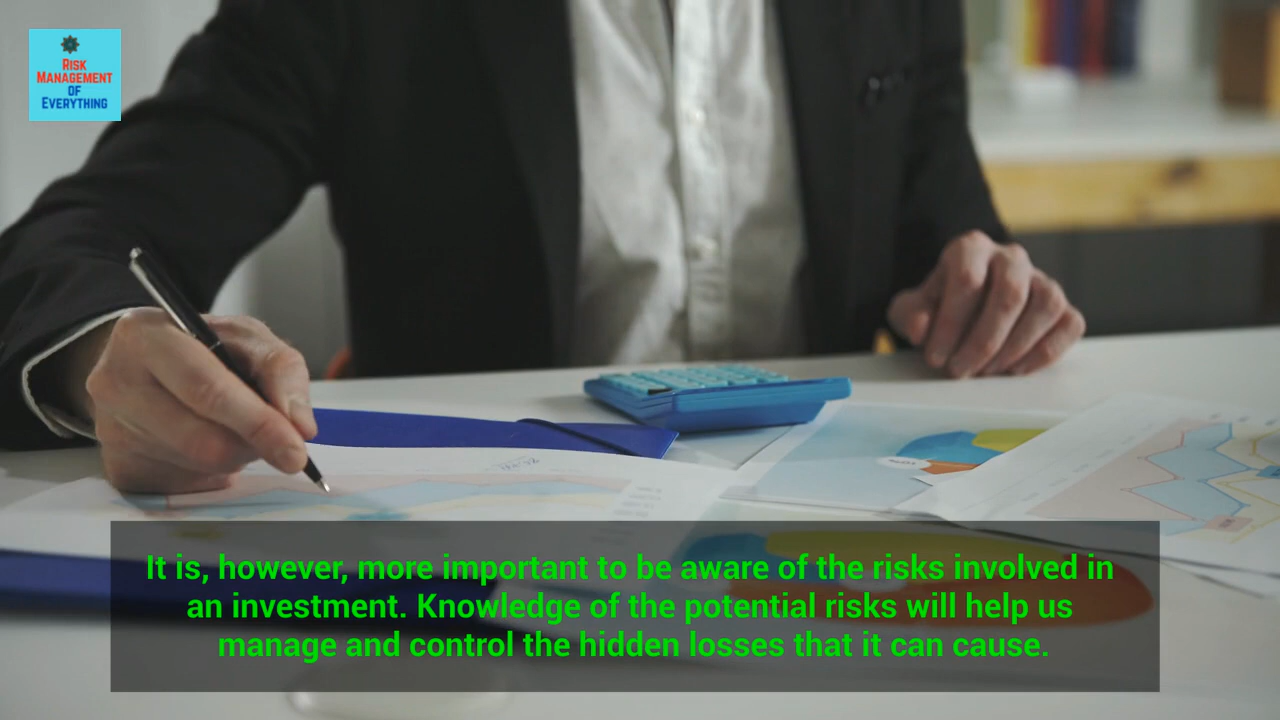 RISK
MANAGEMENT
OF
EVERYTHING
It is, however, more important to be aware of the risks involved in
an investment. Knowledge of the potential risks will help us
manage and control the hidden losses that it can cause.